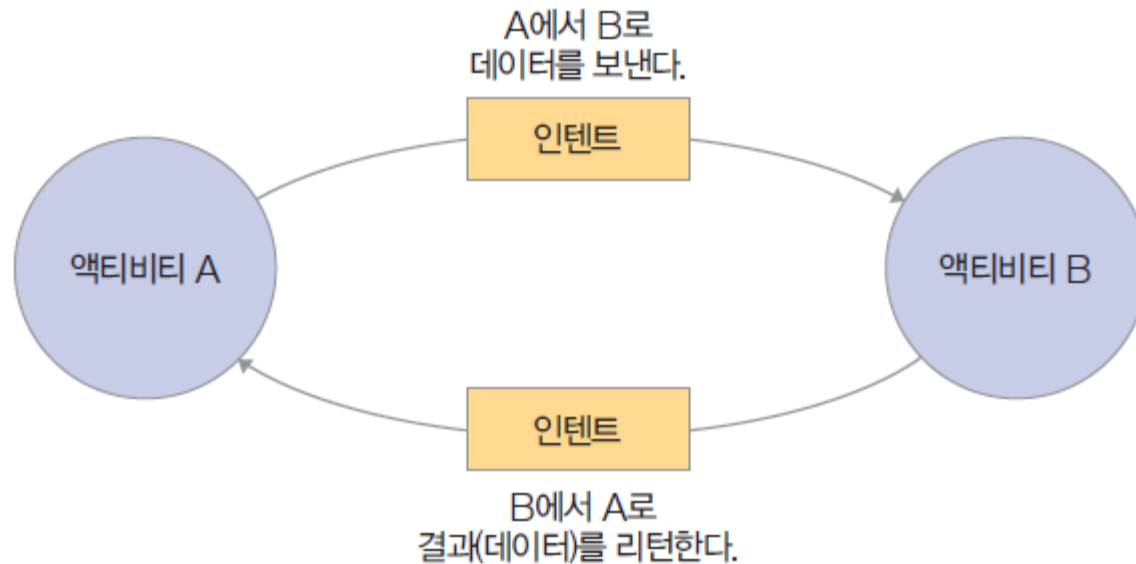 A에서 B로
데이터를 보낸다.
인텐트
액티비티 A
액티비티 B
인텐트
B에서 A로
결과(데이터)를 리턴한다.